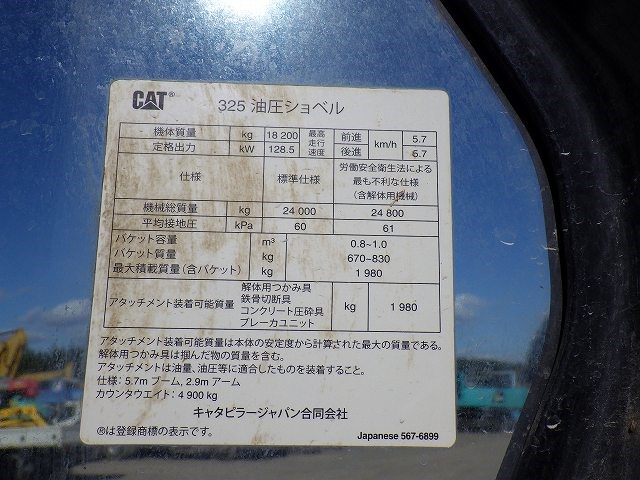 CAT® 325 油圧ショベル
機体質量 kg 18 200 最高走行速度 前進 km/h 5.7
定格出力 kW 128.5 後進 5.7
仕様 標準仕様 労働安全衛生法による最も不利な仕様(含解体用機械)
機械総質量 kg 24 000 24 800
平均接地圧 kPa 60 61
バケット容量 m³ 0.8–1.0
バケット質量 kg 670–830
最大積載質量(含バケット) kg 1 980
アタッチメント装着可能質量 解体用つかみ具 鉄骨切断具 コンクリート圧砕具 ブレーカユニット kg 1 980
アタッチメント装着可能質量は本体の安定度から計算された最大の質量である。
解体用つかみ具は掴んだ物の質量を含む。
アタッチメントは油量、油圧等に適合したものを装着すること。
仕様:5.7m ブーム、2.9m アーム
カウンタウエイト:4 900 kg
キャタピラージャパン合同会社
®は登録商標の表示です。 Japanese 567-6899